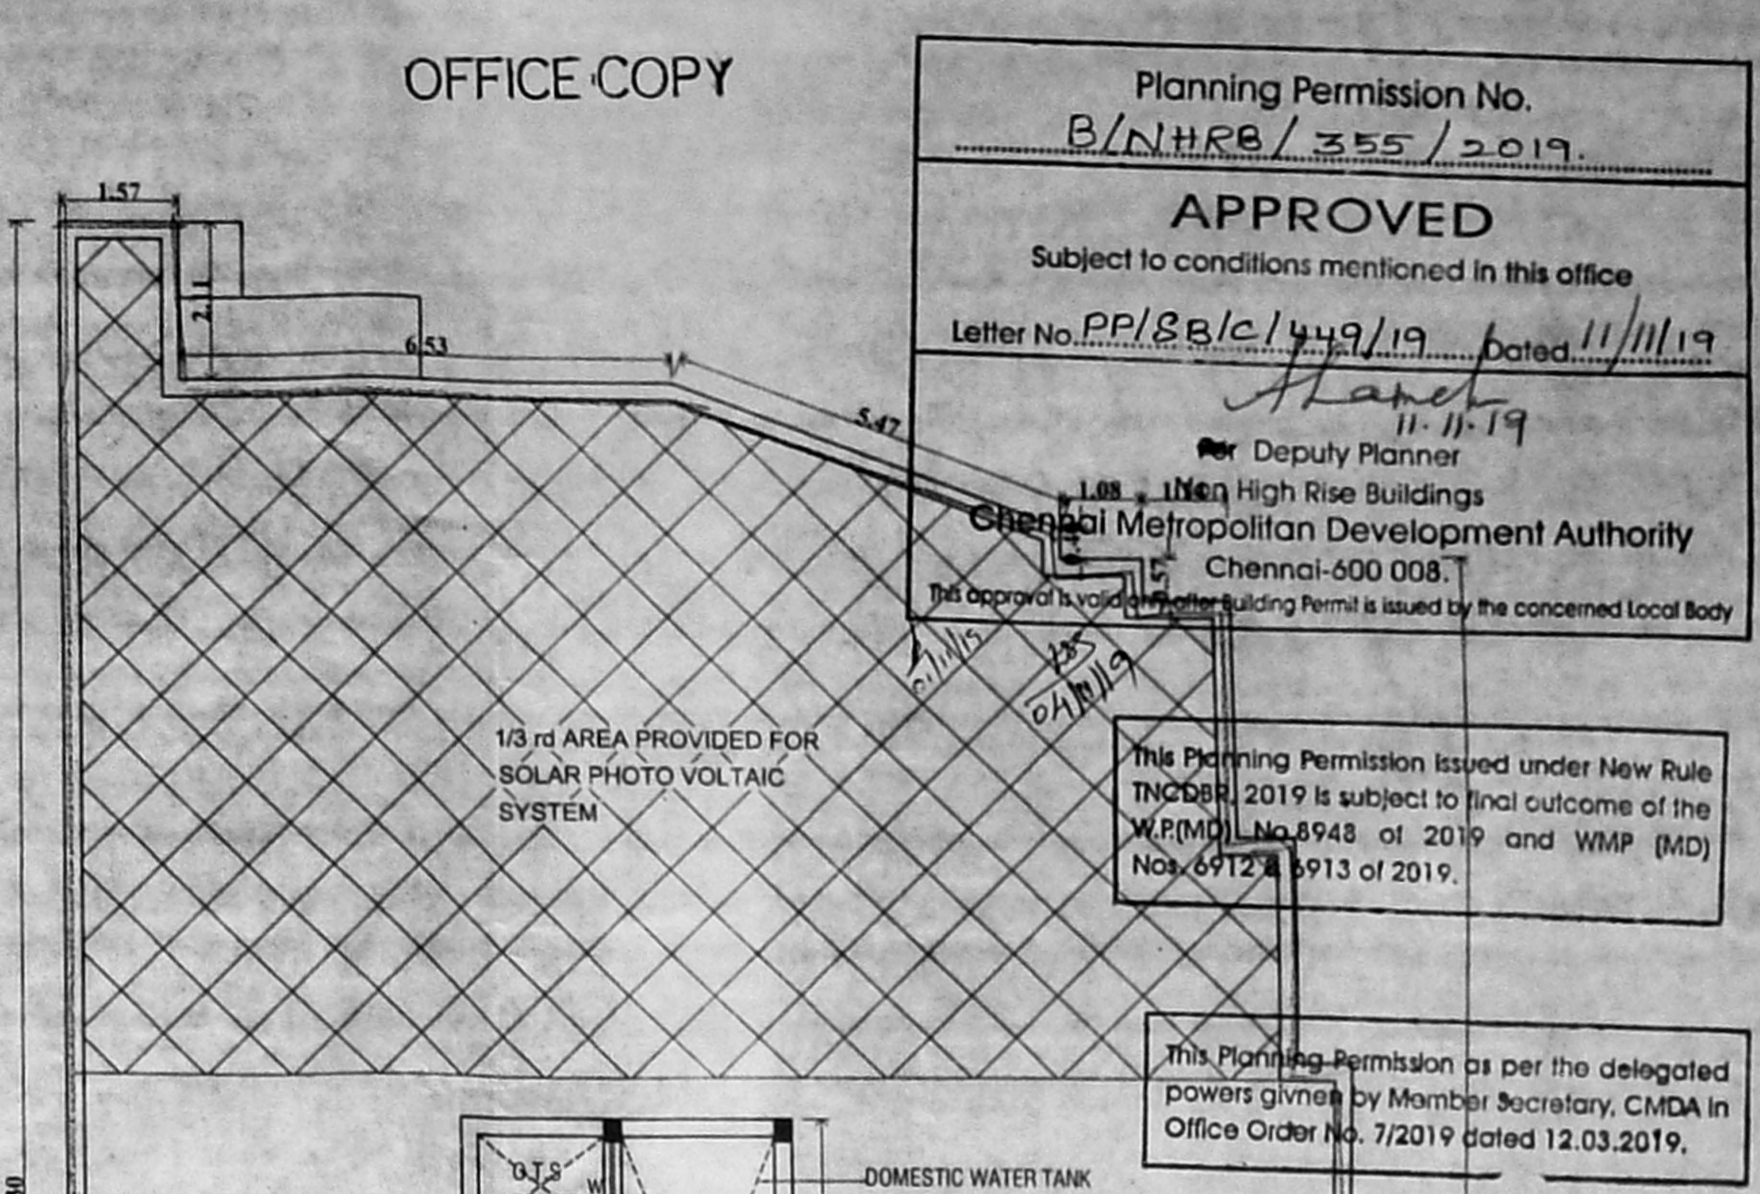 OFFICE COPY
Planning Permission No.
B/NHRB/355/2019.
APPROVED
Subject to conditions mentioned in this office
Letter No. PP/SB/C/449/19 Dated 11/11/19
11.11.19
For Deputy Planner
Non High Rise Buildings
Chennai Metropolitan Development Authority
Chennai-600 008.
This approval is valid only after Building Permit is issued by the concerned Local Body
1.57
2.11
6.53
5.47
1.08
01/11/19
04/11/19
1/3 rd AREA PROVIDED FOR
SOLAR PHOTO VOLTAIC
SYSTEM
This Planning Permission issued under New Rule
TNCDBR, 2019 is subject to final outcome of the
W.P.(MD) No.8948 of 2019 and WMP (MD)
Nos. 6912 & 6913 of 2019.
This Planning Permission as per the delegated
powers givnen by Member Secretary, CMDA in
Office Order No. 7/2019 dated 12.03.2019.
O.T.S
W
DOMESTIC WATER TANK